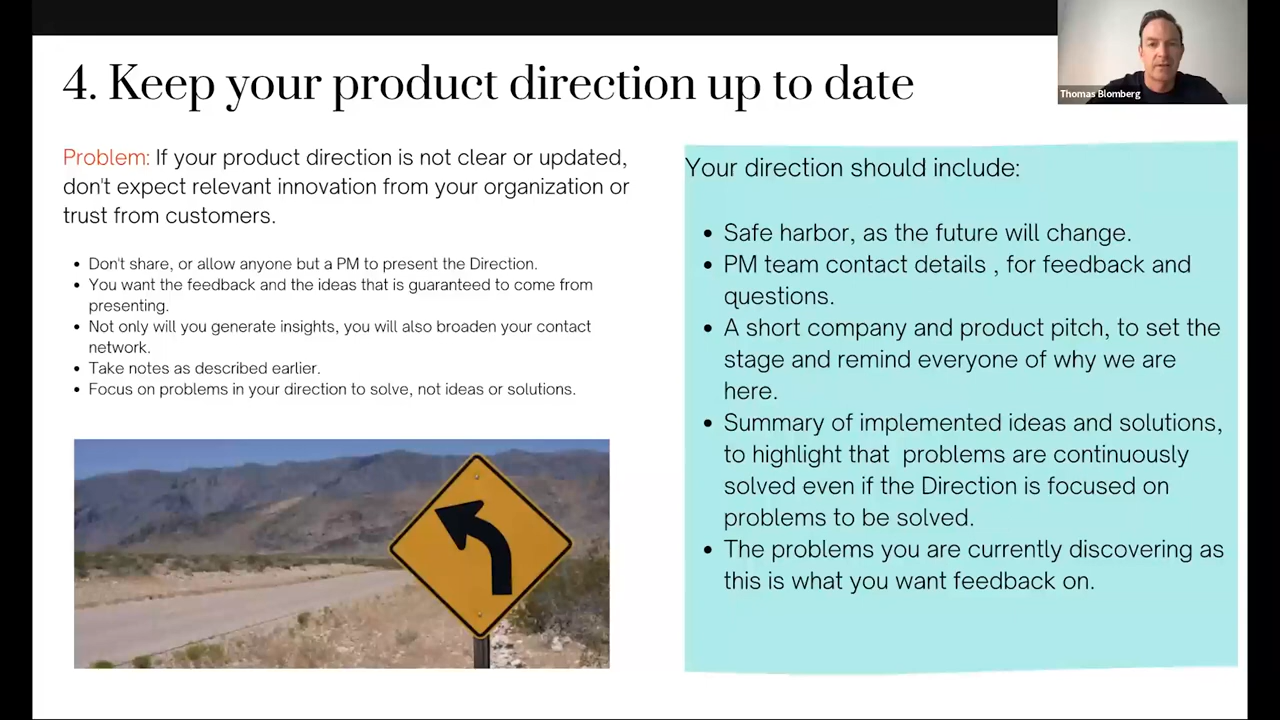 4. Keep your product direction up to date
Thomas Blomberg
Problem: If your product direction is not clear or updated,
don't expect relevant innovation from your organization or
trust from customers.
• Don't share, or allow anyone but a PM to present the Direction.
• You want the feedback and the ideas that is guaranteed to come from
presenting.
• Not only will you generate insights, you will also broaden your contact
network.
• Take notes as described earlier.
• Focus on problems in your direction to solve, not ideas or solutions.
Your direction should include:
• Safe harbor, as the future will change.
• PM team contact details , for feedback and
questions.
• A short company and product pitch, to set the
stage and remind everyone of why we are
here.
• Summary of implemented ideas and solutions,
to highlight that  problems are continuously
solved even if the Direction is focused on
problems to be solved.
• The problems you are currently discovering as
this is what you want feedback on.